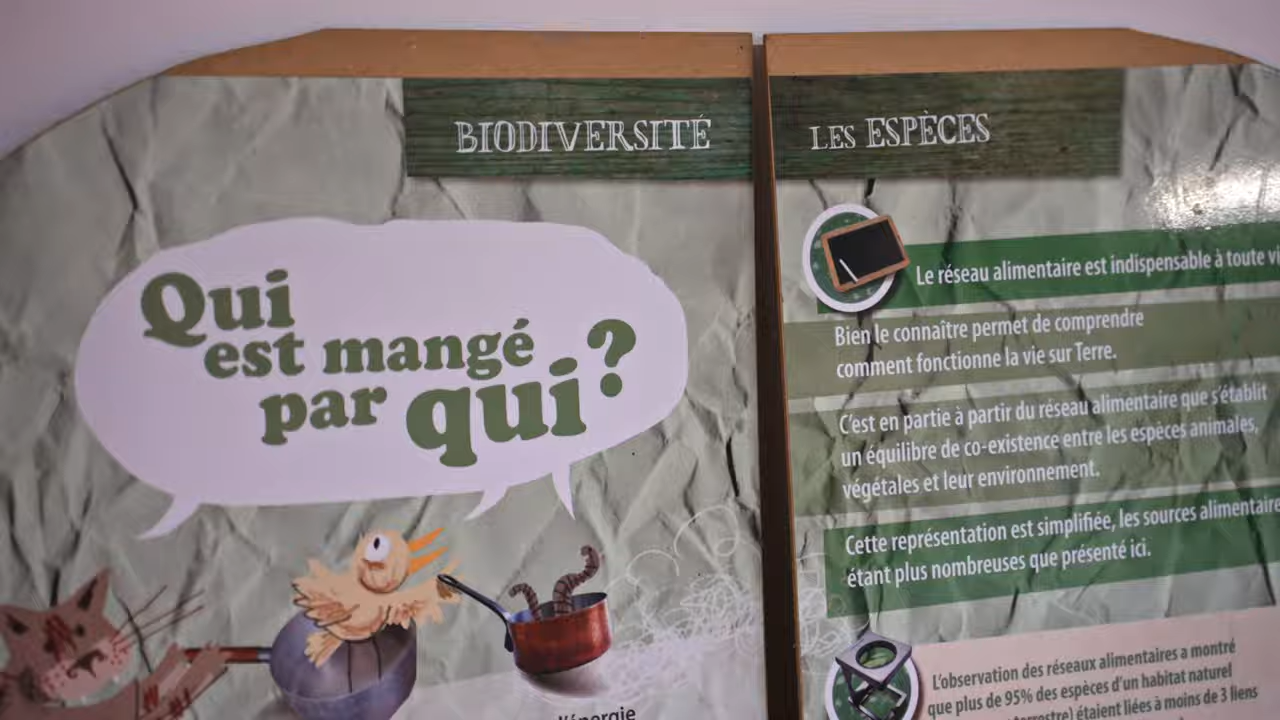 BIODIVERSITÉ
Qui
est mangé
par qui ?
l'énergie
LES ESPÈCES
Le réseau alimentaire est indispensable à toute
Bien le connaître permet de comprendre
comment fonctionne la vie sur Terre.
C'est en partie à partir du réseau alimentaire que s'établit
un équilibre de co-existence entre les espèces animales,
végétales et leur environnement.
Cette représentation est simplifiée, les sources alimentaire
étant plus nombreuses que présenté ici.
L'observation des réseaux alimentaires a montré
que plus de 95% des espèces d'un habitat naturel
terrestre) étaient liées à moins de 3 liens